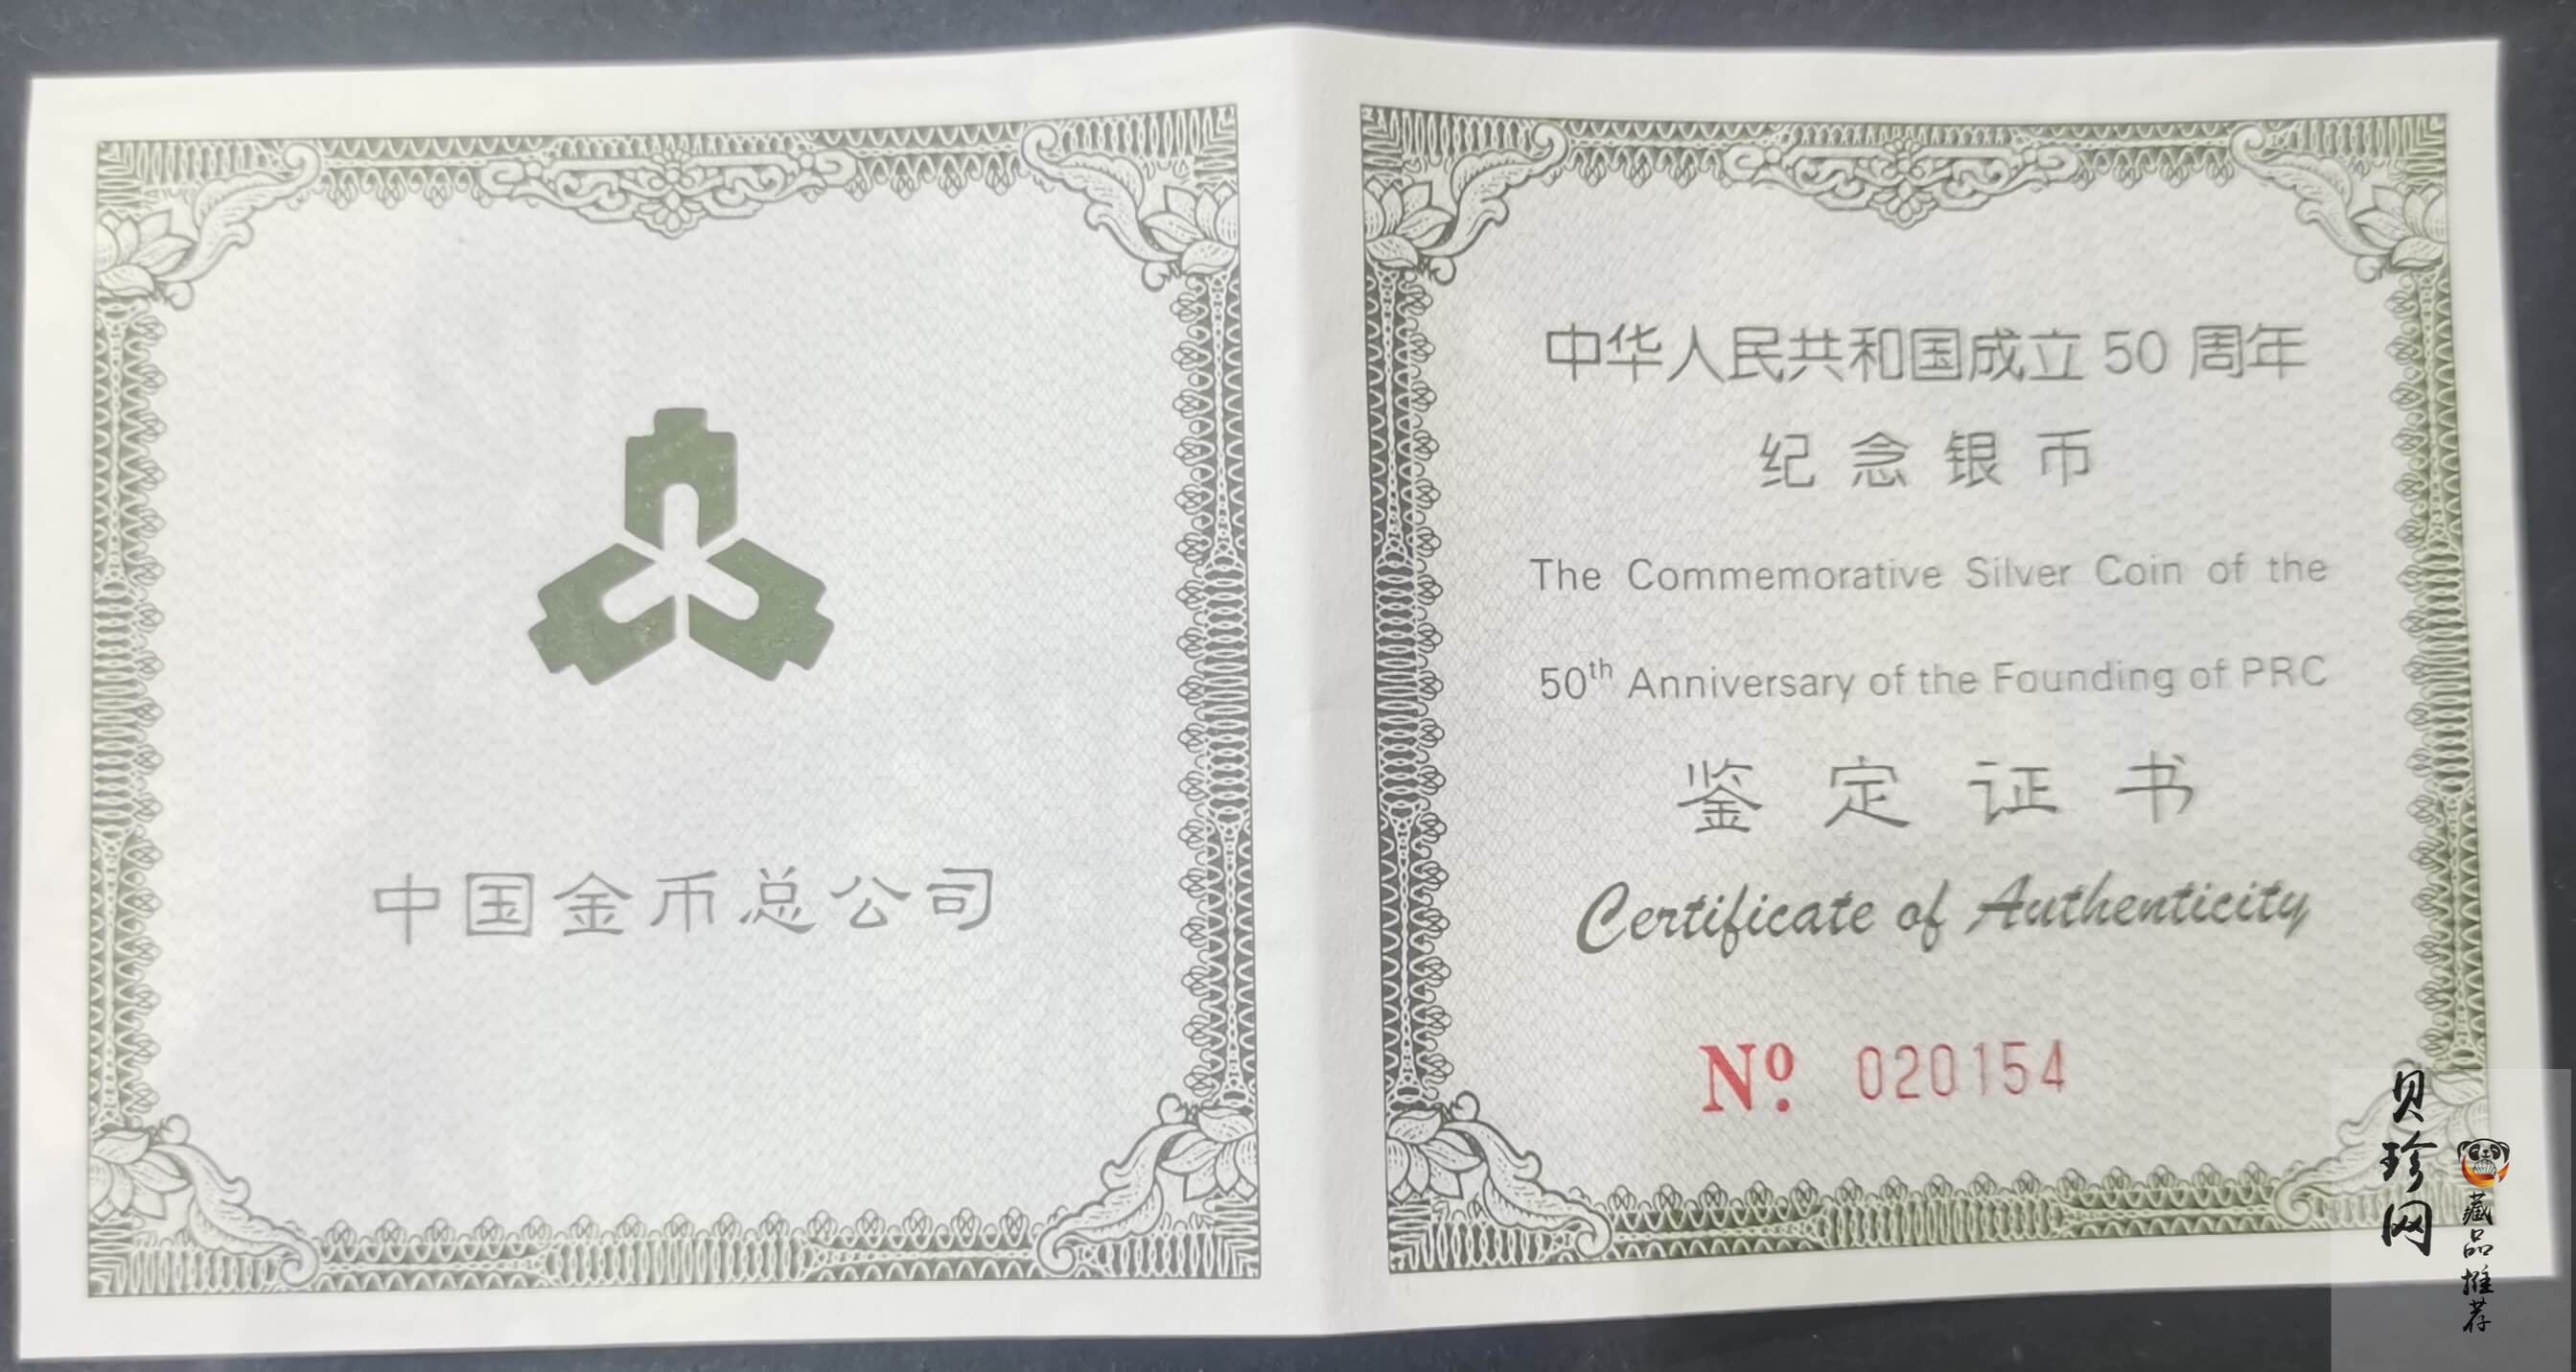 中国金币总公司
中华人民共和国成立 50 周年
纪念银币
The Commemorative Silver Coin of the
50th Anniversary of the Founding of PRC
鉴定证书
Certificate of Authenticity
Nº. 020154
贝珍网
藏品推荐